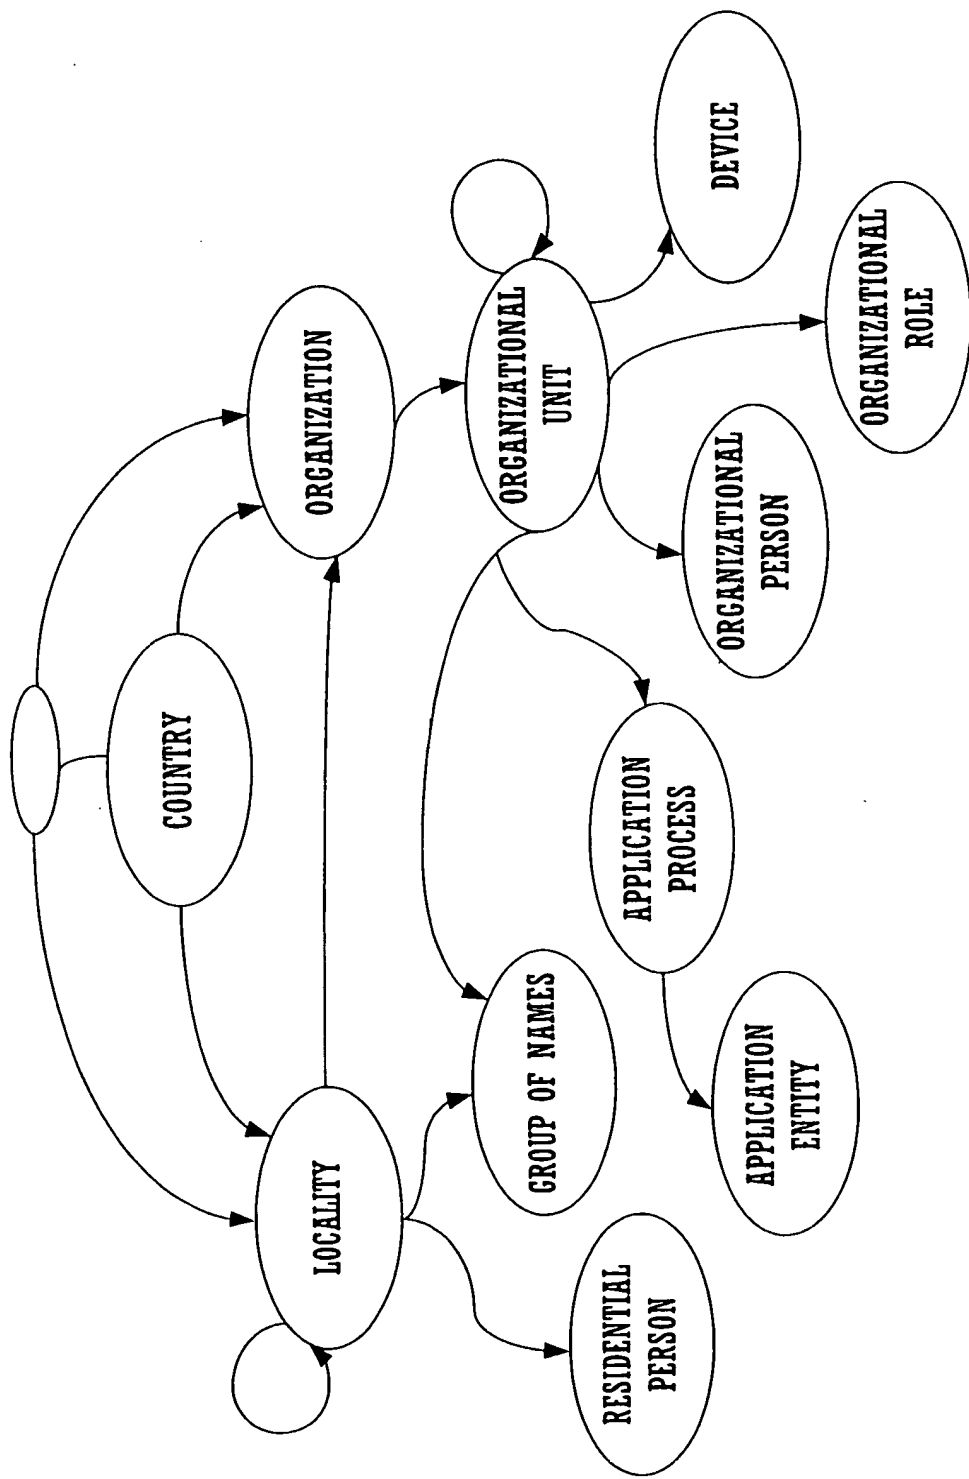 COUNTRY
LOCALITY
ORGANIZATION
ORGANIZATIONAL
UNIT
GROUP OF NAMES
RESIDENTIAL
PERSON
APPLICATION
ENTITY
APPLICATION
PROCESS
ORGANIZATIONAL
PERSON
ORGANIZATIONAL
ROLE
DEVICE